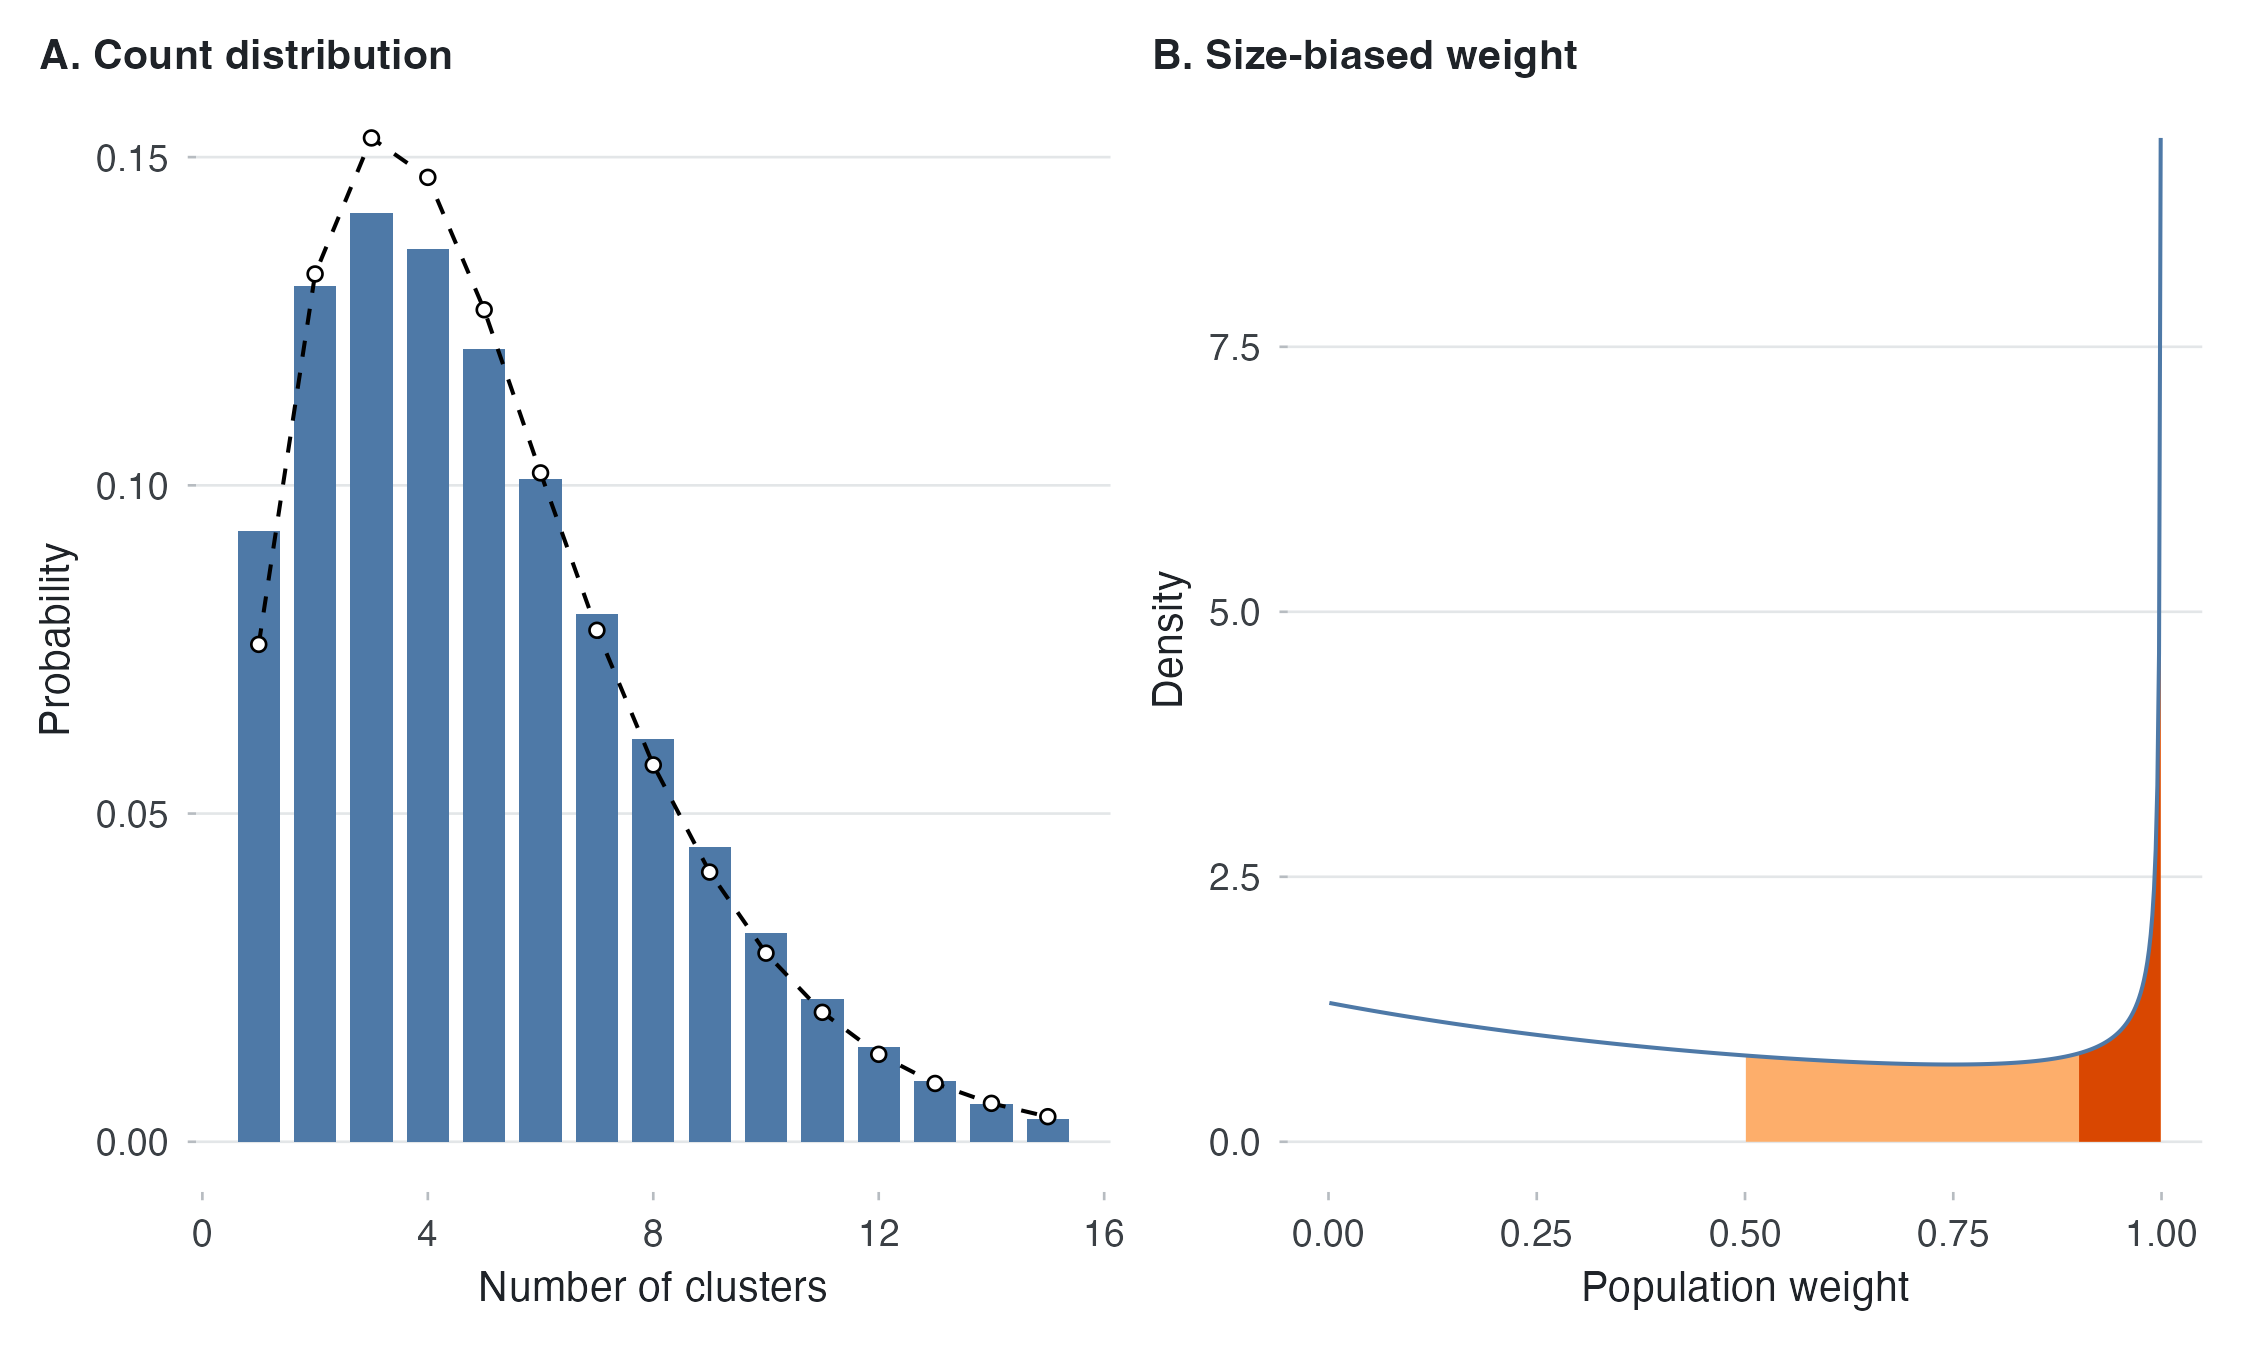 A. Count distribution
0.15
0.10
0.05
0.00
Probability
0 4 8 12 16
Number of clusters
B. Size-biased weight
7.5
5.0
2.5
0.0
Density
0.00 0.25 0.50 0.75 1.00
Population weight